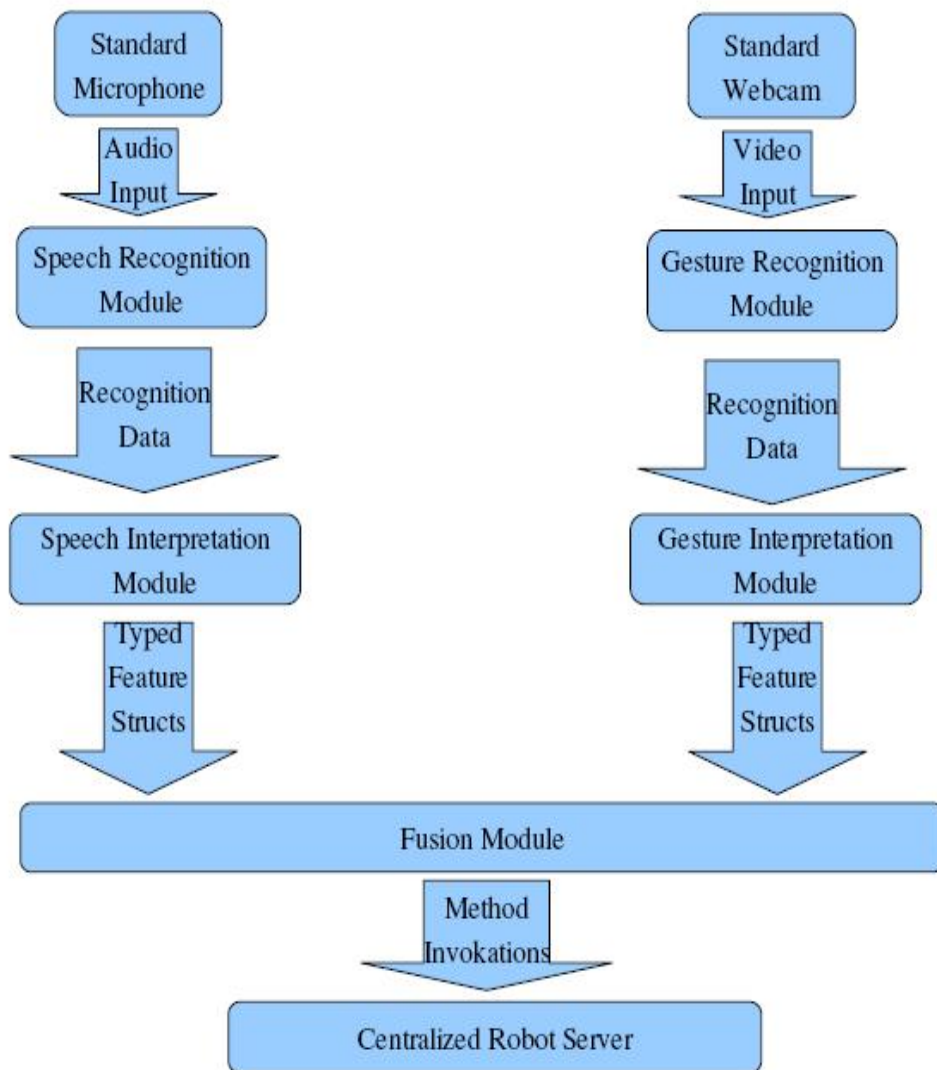 Standard
Microphone
Standard
Webcam
Audio
Input
Video
Input
Speech Recognition
Module
Gesture Recognition
Module
Recognition
Data
Recognition
Data
Speech Interpretation
Module
Gesture Interpretation
Module
Typed
Feature
Structs
Typed
Feature
Structs
Fusion Module
Method
Invokations
Centralized Robot Server